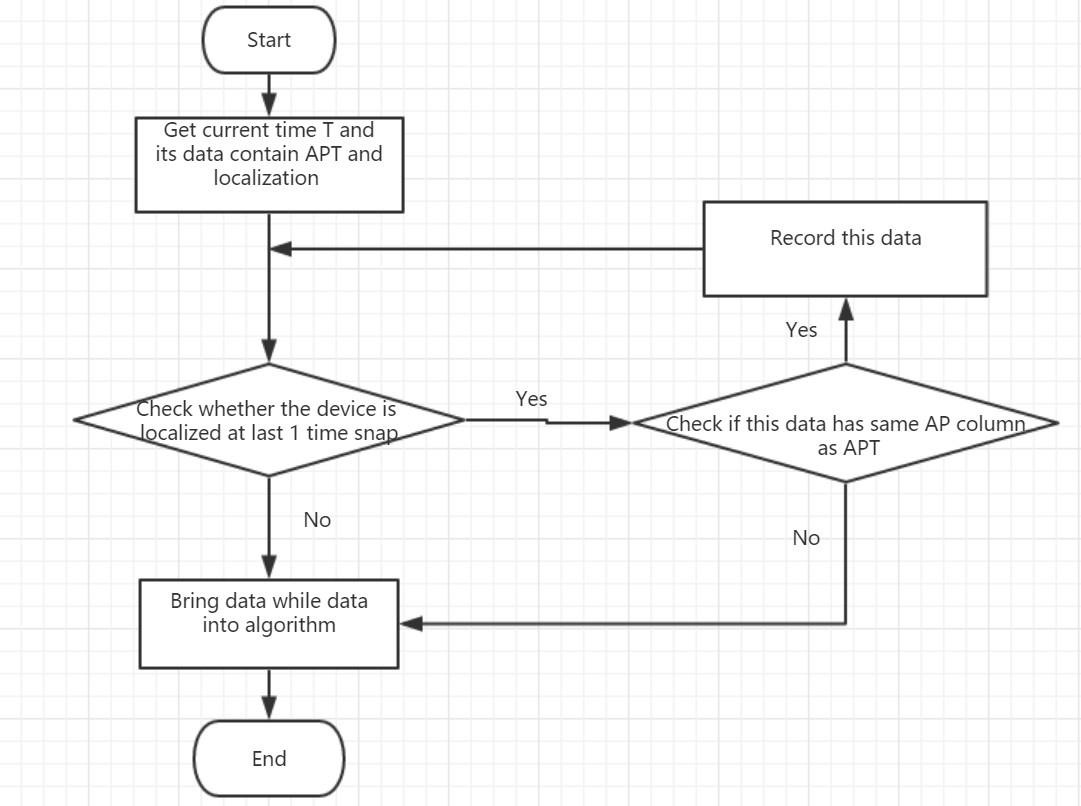 Start
Get current time T and
its data contain APT and
localization
Record this data
Yes
Check whether the device is
localized at last 1 time snap
Yes
Check if this data has same AP column
as APT
No
No
Bring data while data
into algorithm
End